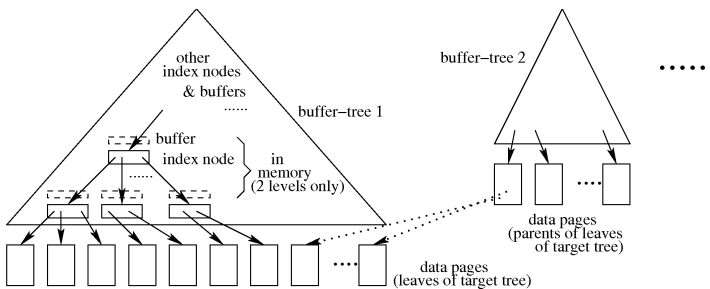 other
index nodes
& buffers
......
buffer-tree 1
buffer-tree 2
.....
buffer
index node
......
in
memory
(2 levels only)
....
data pages
(parents of leaves
of target tree)
....
data pages
(leaves of target tree)